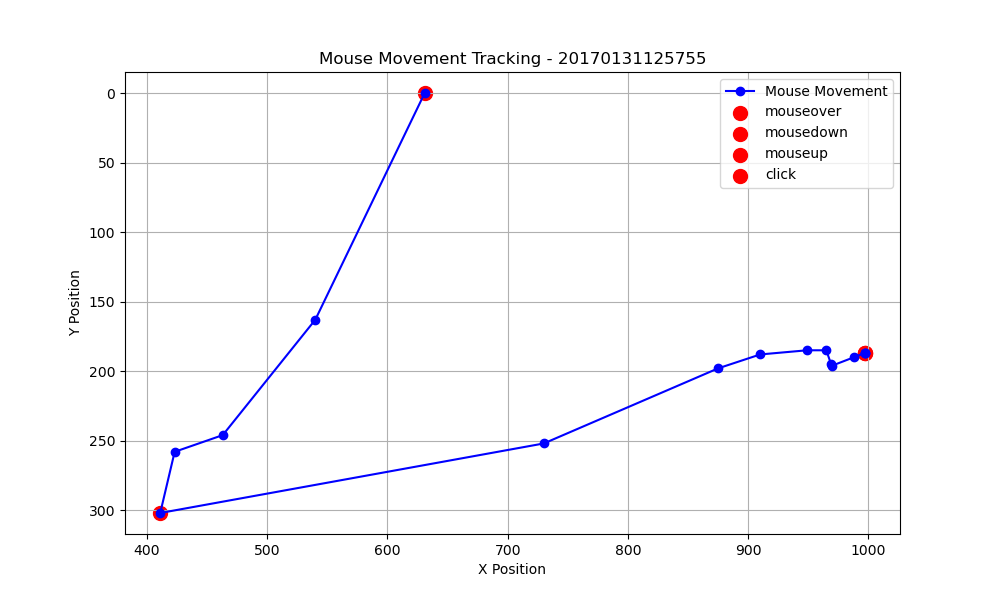 Mouse Movement Tracking - 20170131125755
Mouse Movement
mouseover
mousedown
mouseup
click
0
50
100
150
200
250
300
Y Position
400 500 600 700 800 900 1000
X Position